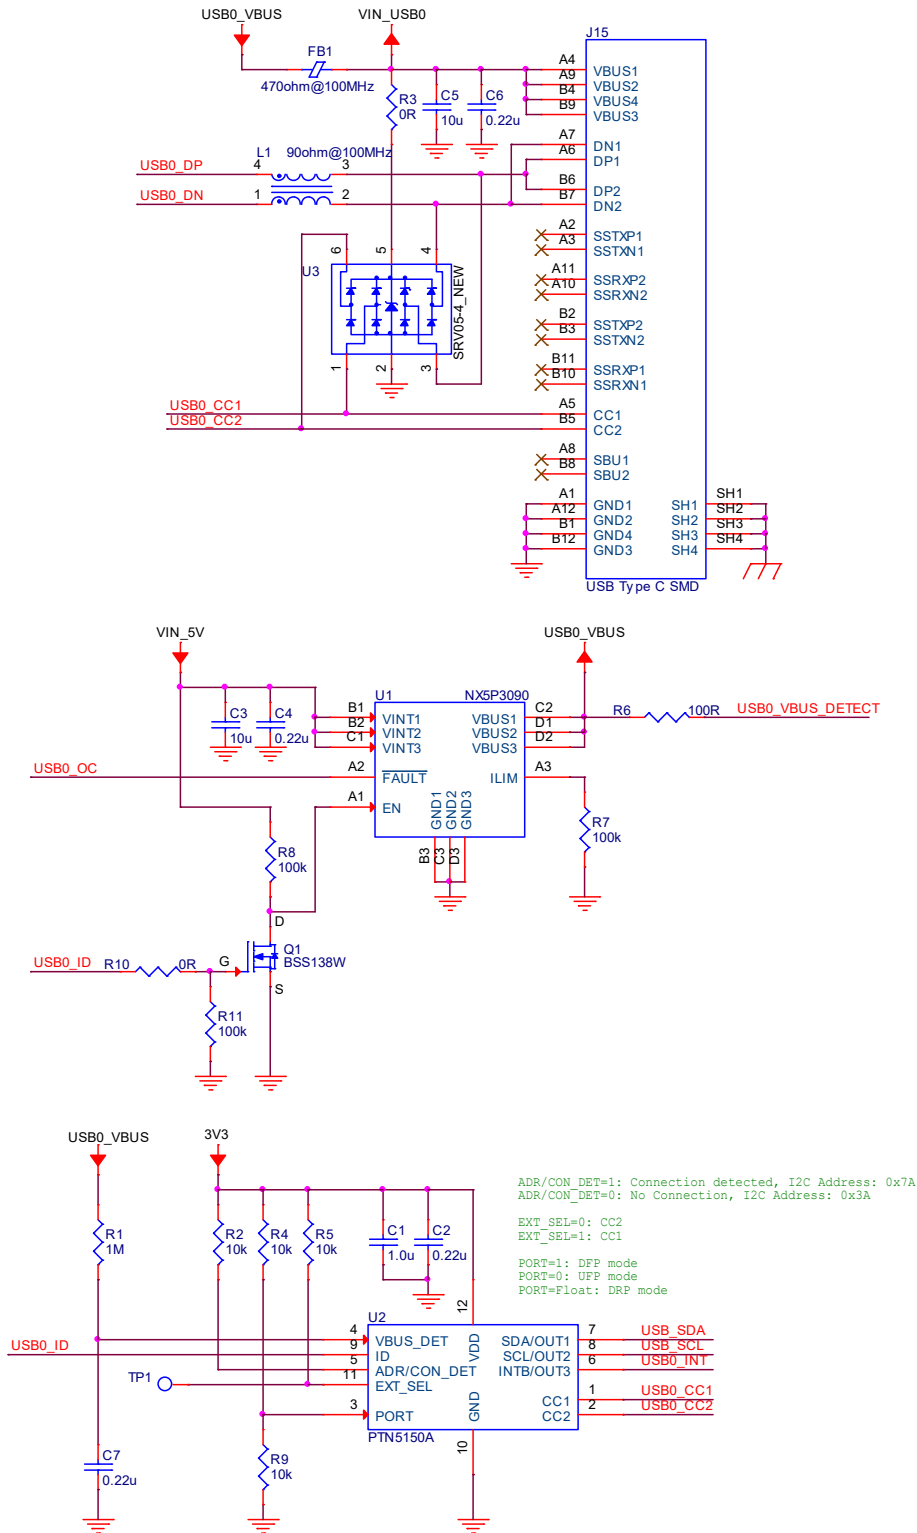 USB0_VBUS
VIN_USB0
J15
FB1
470ohm@100MHz
R3
0R
C5
10u
C6
0.22u
A4
VBUS1
A9
VBUS2
B4
VBUS4
B9
VBUS3
A7
DN1
A6
DP1
L1 90ohm@100MHz
USB0_DP
4
3
USB0_DN
1
2
B6
DP2
B7
DN2
A2
SSTXP1
A3
SSTXN1
A11
SSRXP2
A10
SSRXN2
B2
SSTXP2
B3
SSTXN2
B11
SSRXP1
B10
SSRXN1
6
5
4
U3
SRV05-4_NEW
1
2
3
USB0_CC1
A5
CC1
USB0_CC2
B5
CC2
A8
SBU1
B8
SBU2
A1
GND1
SH1
SH1
A12
GND2
SH2
SH2
B1
GND4
SH3
SH3
B12
GND3
SH4
SH4
USB Type C SMD
VIN_5V
USB0_VBUS
U1
NX5P3090
C3
10u
C4
0.22u
B1
VINT1
B2
VINT2
C1
VINT3
C2
VBUS1
D1
VBUS2
D2
VBUS3
R6
100R
USB0_VBUS_DETECT
USB0_OC
A2
FAULT
ILIM
A3
A1
EN
GND1
GND2
GND3
B3
C3
D3
R7
100k
R8
100k
D
Q1
BSS138W
G
S
USB0_ID
R10
0R
R11
100k
USB0_VBUS
3V3
ADR/CON_DET=1: Connection detected, I2C Address: 0x7A
ADR/CON_DET=0: No Connection, I2C Address: 0x3A
EXT_SEL=0: CC2
EXT_SEL=1: CC1
PORT=1: DFP mode
PORT=0: UFP mode
PORT=Float: DRP mode
R1
1M
R2
10k
R4
10k
R5
10k
C1
1.0u
C2
0.22u
U2
12
VDD
4
VBUS_DET
SDA/OUT1
7
USB_SDA
USB0_ID
9
ID
SCL/OUT2
8
USB_SCL
5
ADR/CON_DET
INTB/OUT3
6
USB0_INT
TP1
11
EXT_SEL
CC1
1
USB0_CC1
3
PORT
CC2
2
USB0_CC2
GND
10
PTN5150A
C7
0.22u
R9
10k